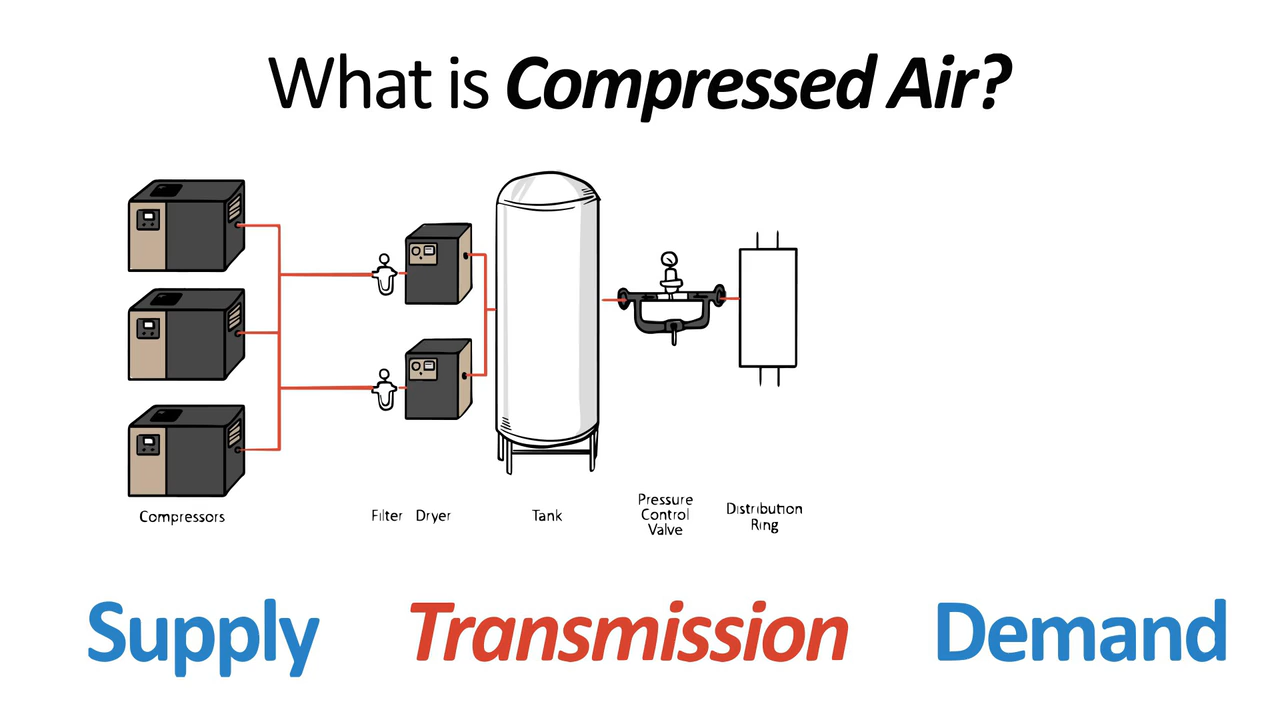 What is Compressed Air?
Compressors
Filter
Dryer
Tank
Pressure
Control
Valve
Distribution
Ring
Supply
Transmission
Demand